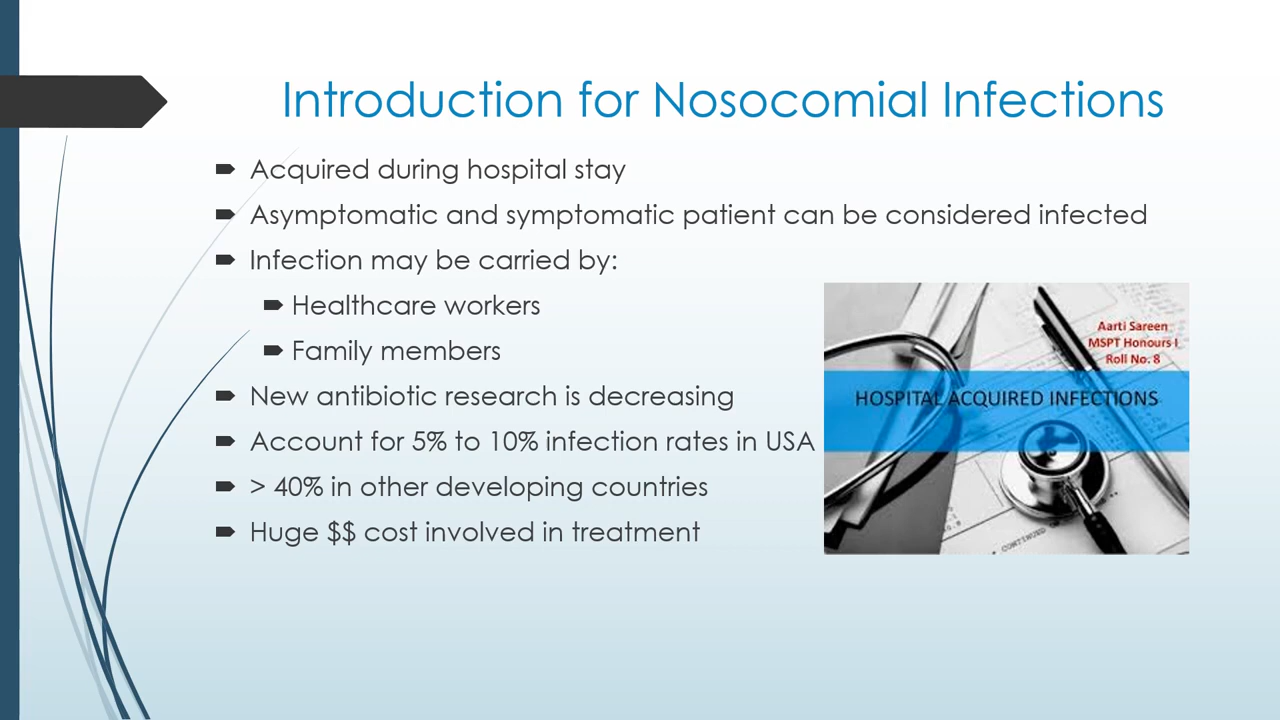 Introduction for Nosocomial Infections
Acquired during hospital stay
Asymptomatic and symptomatic patient can be considered infected
Infection may be carried by:
Healthcare workers
Family members
New antibiotic research is decreasing
Account for 5% to 10% infection rates in USA
> 40% in other developing countries
Huge $$ cost involved in treatment
Aarti Sareen
MSPT Honours I
Roll No. 8
HOSPITAL ACQUIRED INFECTIONS
CONTINUED